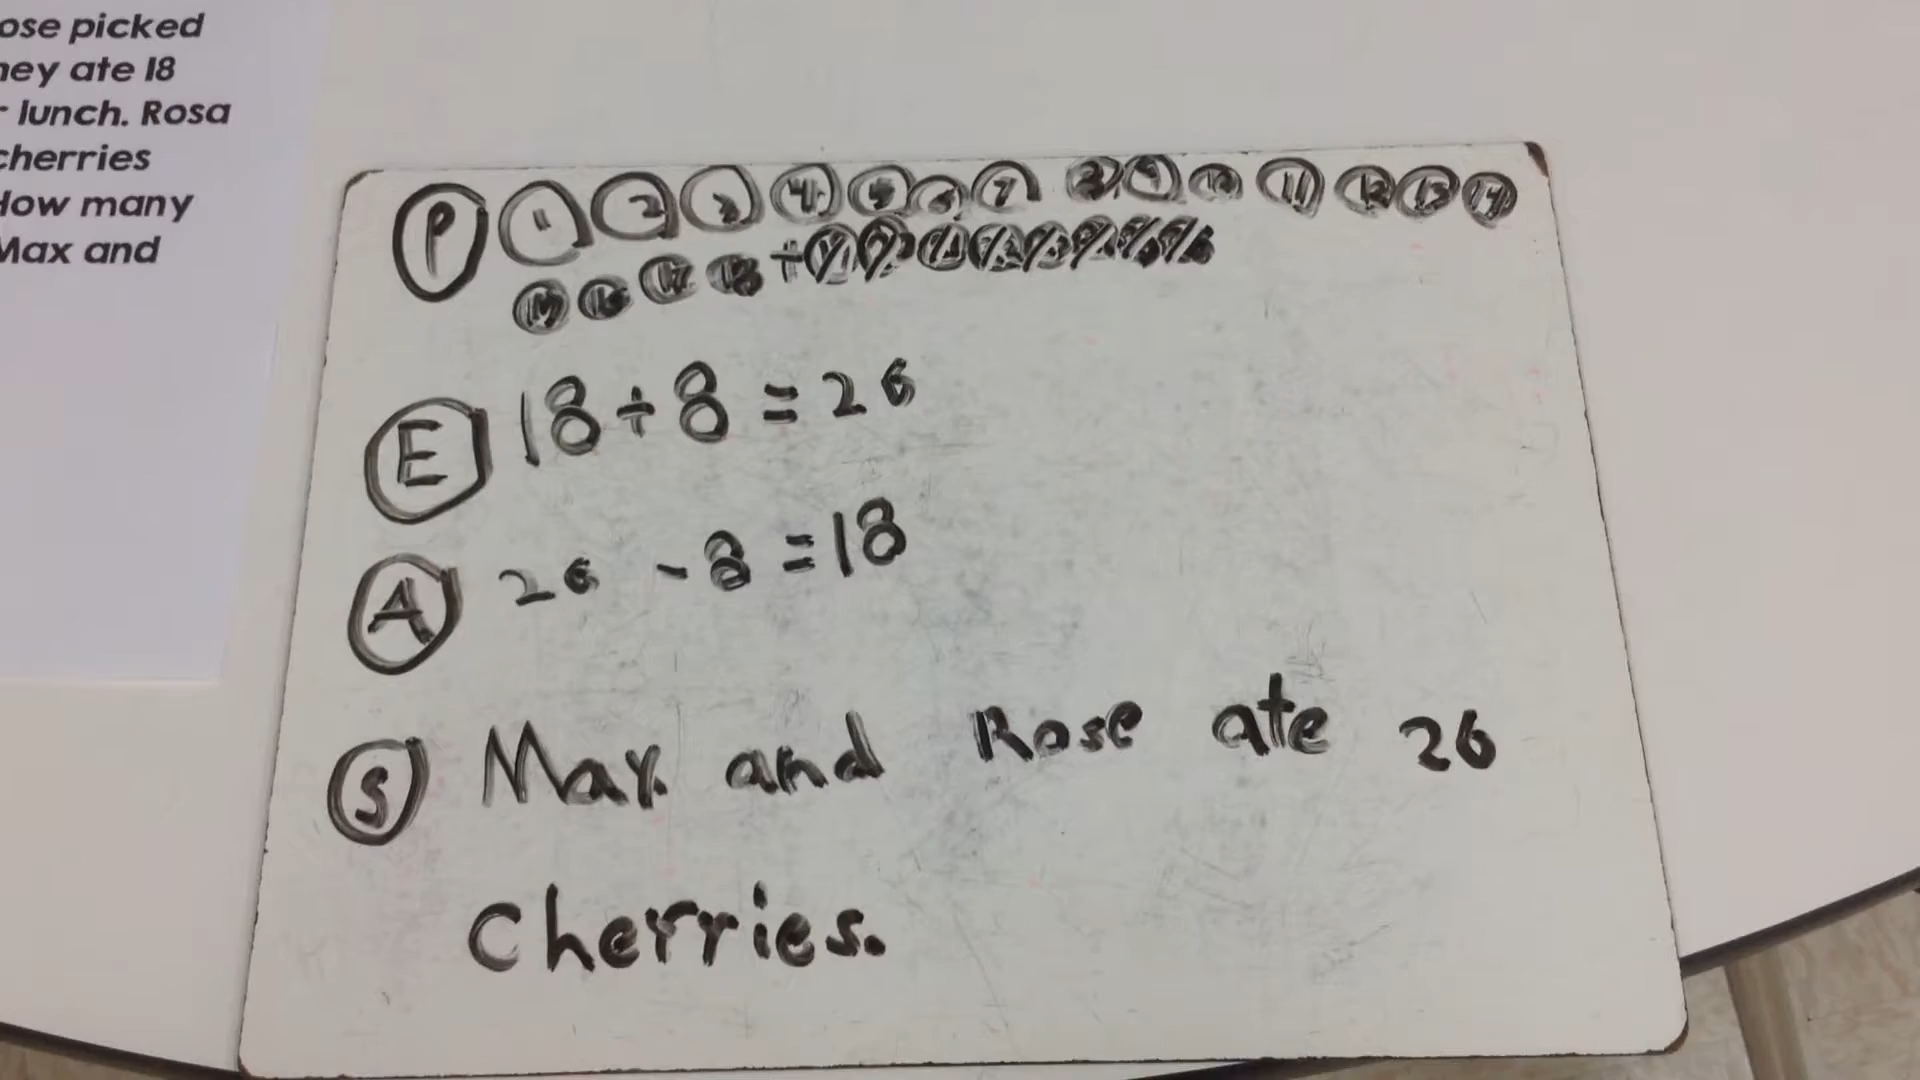 ose picked
hey ate 18
r lunch. Rosa
cherries
How many
Max and
P 1 2 3 4 5 6 7 8 9 10 11 12 13 14
15 16 17 18 +
E 18 + 8 = 26
A 26 - 8 = 18
S Max and Rose ate 26
Cherries.